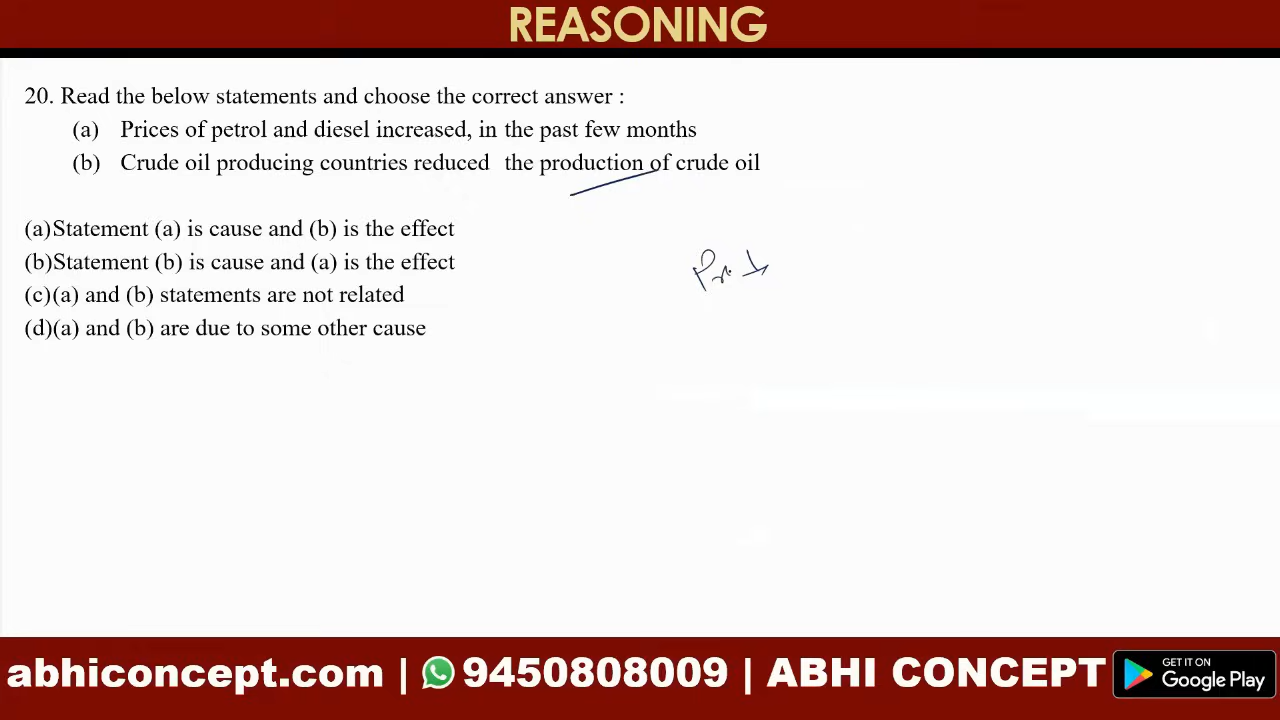 REASONING
20. Read the below statements and choose the correct answer :
(a) Prices of petrol and diesel increased, in the past few months
(b) Crude oil producing countries reduced the production of crude oil
(a)Statement (a) is cause and (b) is the effect
(b)Statement (b) is cause and (a) is the effect
(c)(a) and (b) statements are not related
(d)(a) and (b) are due to some other cause
abhiconcept.com | 9450808009 | ABHI CONCEPT
GET IT ON
Google Play